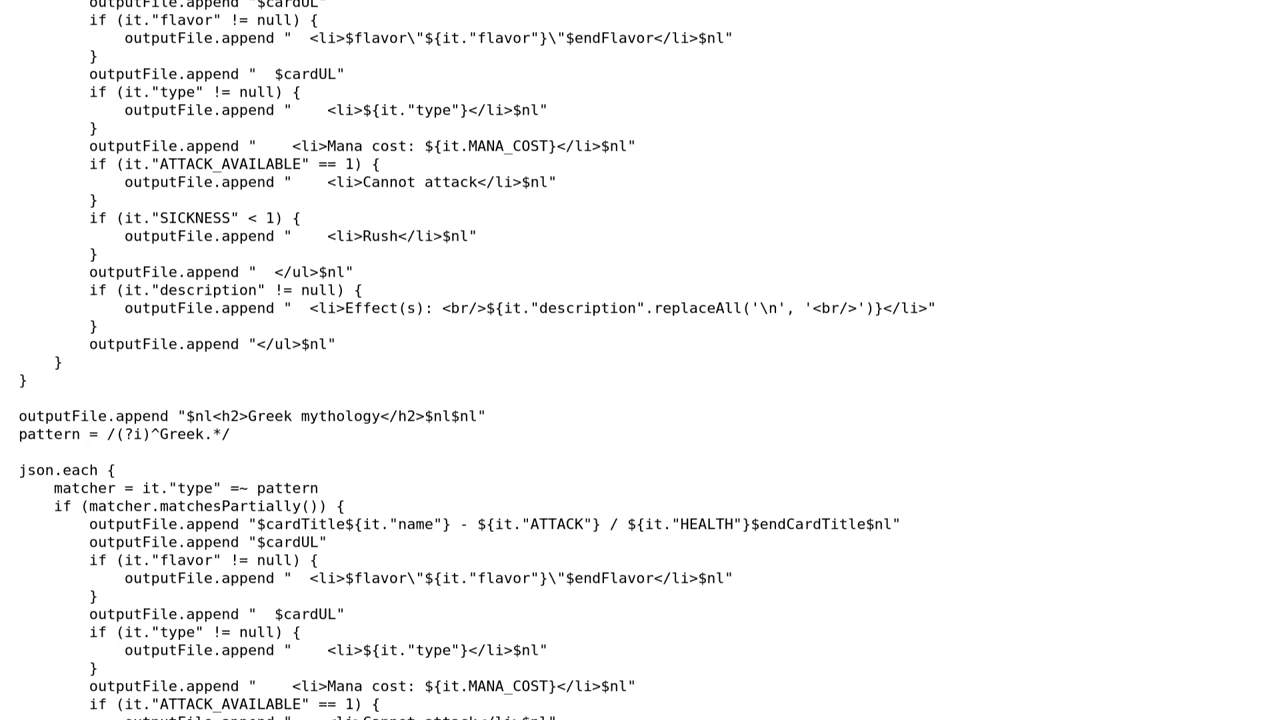 outputFile.append "$cardUL"
        if (it."flavor" != null) {
            outputFile.append "  <li>$flavor\"${it."flavor"}\"$endFlavor</li>$nl"
        }
        outputFile.append "  $cardUL"
        if (it."type" != null) {
            outputFile.append "    <li>${it."type"}</li>$nl"
        }
        outputFile.append "    <li>Mana cost: ${it.MANA_COST}</li>$nl"
        if (it."ATTACK_AVAILABLE" == 1) {
            outputFile.append "    <li>Cannot attack</li>$nl"
        }
        if (it."SICKNESS" < 1) {
            outputFile.append "    <li>Rush</li>$nl"
        }
        outputFile.append "  </ul>$nl"
        if (it."description" != null) {
            outputFile.append "  <li>Effect(s): <br/>${it."description".replaceAll('\n', '<br/>')}</li>"
        }
        outputFile.append "</ul>$nl"
    }
}

outputFile.append "$nl<h2>Greek mythology</h2>$nl$nl"
pattern = /(?i)^Greek.*/

json.each {
    matcher = it."type" =~ pattern
    if (matcher.matchesPartially()) {
        outputFile.append "$cardTitle${it."name"} - ${it."ATTACK"} / ${it."HEALTH"}$endCardTitle$nl"
        outputFile.append "$cardUL"
        if (it."flavor" != null) {
            outputFile.append "  <li>$flavor\"${it."flavor"}\"$endFlavor</li>$nl"
        }
        outputFile.append "  $cardUL"
        if (it."type" != null) {
            outputFile.append "    <li>${it."type"}</li>$nl"
        }
        outputFile.append "    <li>Mana cost: ${it.MANA_COST}</li>$nl"
        if (it."ATTACK_AVAILABLE" == 1) {
            outputFile.append "    <li>Cannot attack</li>$nl"